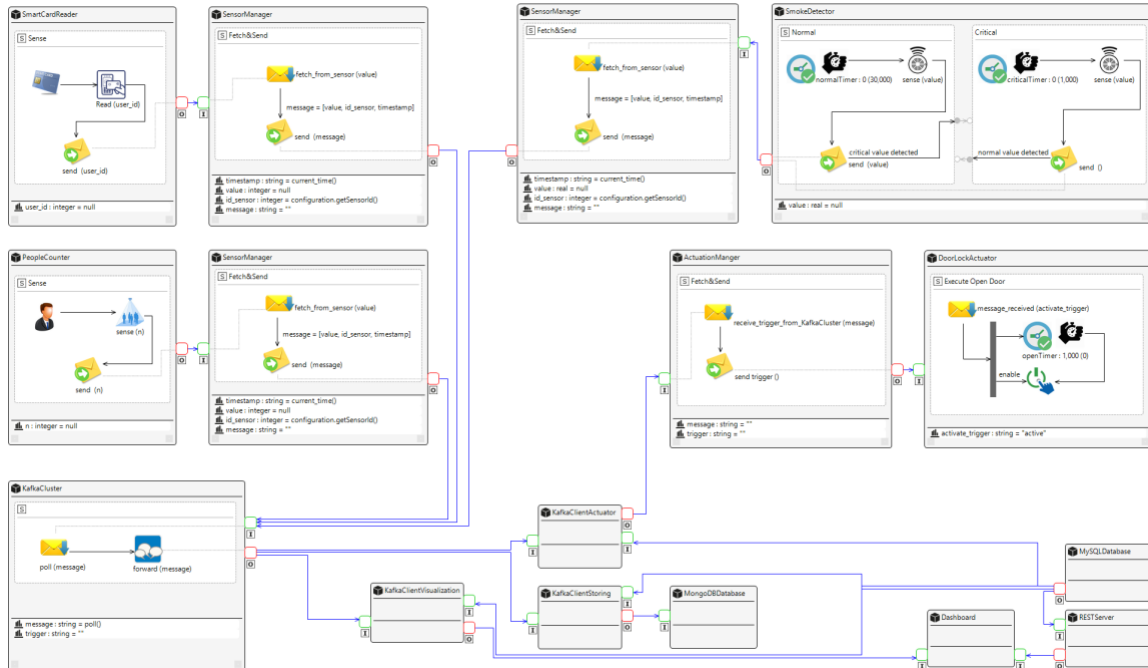 SmartCardReader
S Sense
Read (user_id)
send (user_id)
user_id : integer = null
O
I
SensorManager
S Fetch&Send
fetch_from_sensor (value)
message = [value, id_sensor, timestamp]
send (message)
O
timestamp : string = current_time()
value : integer = null
id_sensor : integer = configuration.getSensorId()
message : string = ""
SensorManager
S Fetch&Send
fetch_from_sensor (value)
message = [value, id_sensor, timestamp]
send (message)
I
O
timestamp : string = current_time()
value : real = null
id_sensor : integer = configuration.getSensorId()
message : string = ""
SmokeDetector
S Normal
normalTimer : 0 (30,000)
sense (value)
critical value detected
send (value)
O
Critical
criticalTimer : 0 (1,000)
sense (value)
normal value detected
send ()
value : real = null
PeopleCounter
S Sense
sense (n)
send (n)
n : integer = null
O
I
SensorManager
S Fetch&Send
fetch_from_sensor (value)
message = [value, id_sensor, timestamp]
send (message)
O
timestamp : string = current_time()
value : integer = null
id_sensor : integer = configuration.getSensorId()
message : string = ""
ActuationManger
S Fetch&Send
receive_trigger_from_KafkaCluster (message)
send trigger ()
I
O
message : string = ""
trigger : string = ""
DoorLockActuator
S Execute Open Door
message_received (activate_trigger)
openTimer : 1,000 (0)
enable
I
activate_trigger : string = "active"
KafkaCluster
S
poll (message)
forward (message)
I
O
message : string = poll()
trigger : string = ""
KafkaClientActuator
O
I
I
KafkaClientVisualization
I
I
O
KafkaClientStoring
I
I
O
MongoDBDatabase
MySQLDatabase
O
Dashboard
I
I
RESTServer
I
O